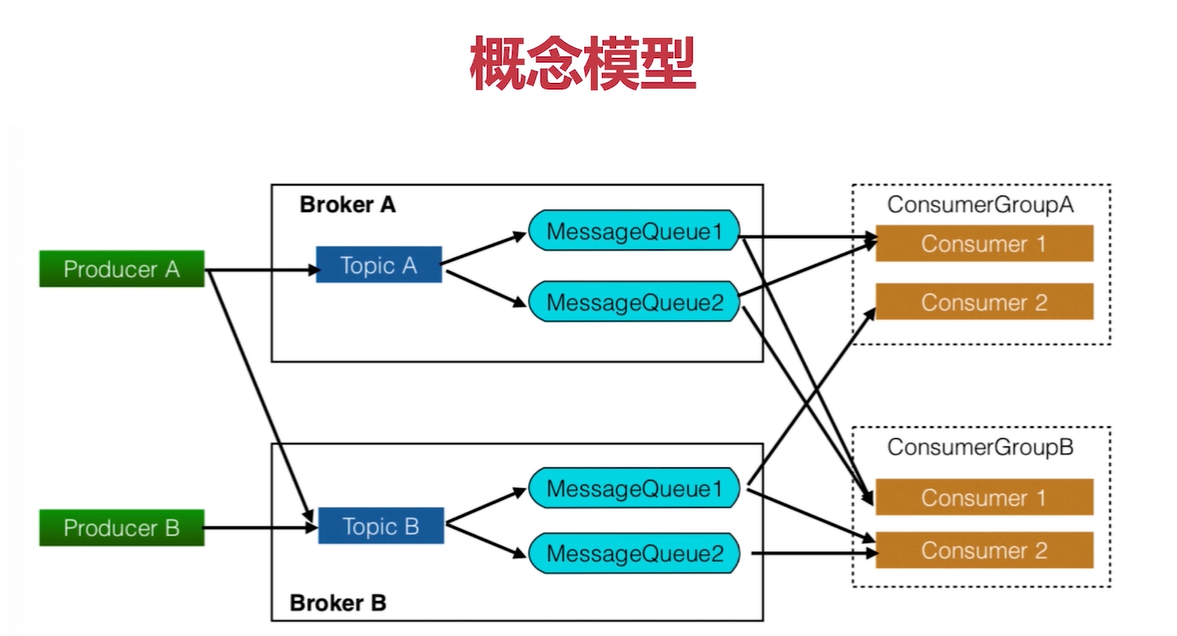 概念模型
Broker A
Producer A
Topic A
MessageQueue1
MessageQueue2
ConsumerGroupA
Consumer 1
Consumer 2
Producer B
Topic B
MessageQueue1
MessageQueue2
Broker B
ConsumerGroupB
Consumer 1
Consumer 2